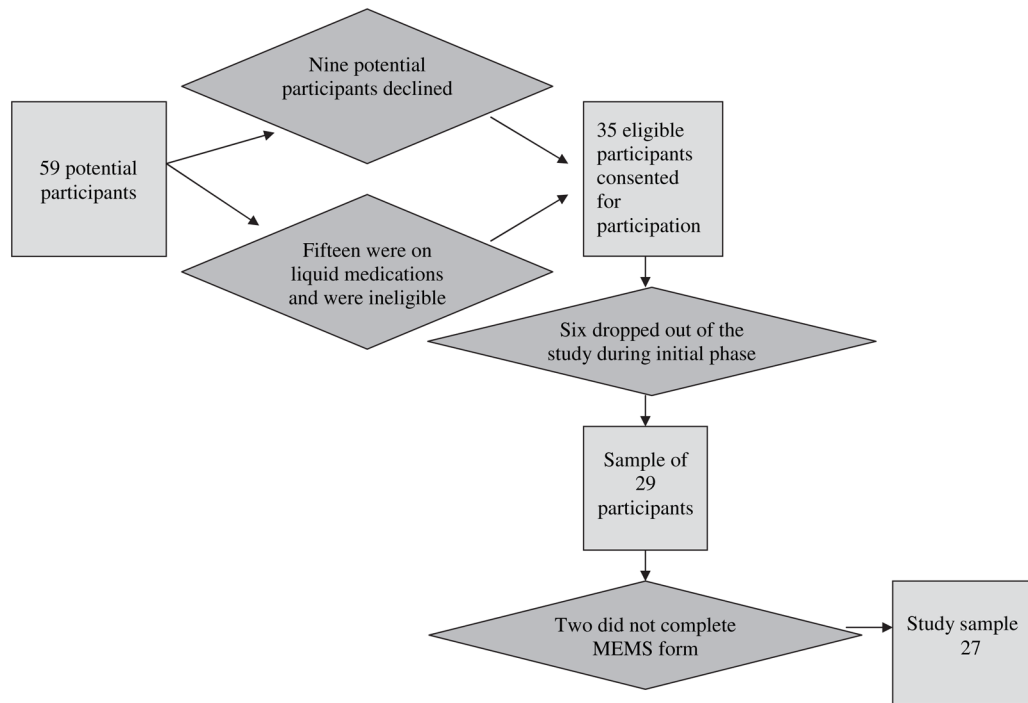 59 potential
participants
Nine potential
participants declined
Fifteen were on
liquid medications
and were ineligible
35 eligible
participants
consented
for
participation
Six dropped out of the
study during initial phase
Sample of
29
participants
Two did not complete
MEMS form
Study sample
27